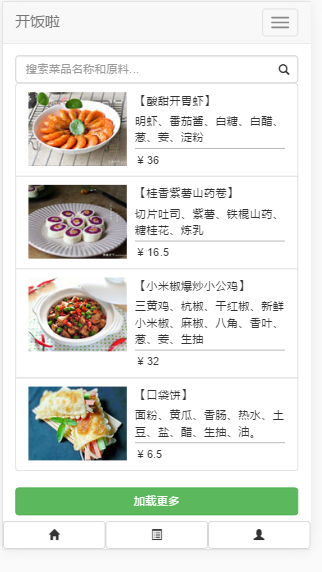 开饭啦
搜索菜品名称和原料...
【酸甜开胃虾】
明虾、番茄酱、白糖、白醋、
葱、姜、淀粉
¥ 36
【桂香紫薯山药卷】
切片吐司、紫薯、铁棍山药、
糖桂花、炼乳
¥ 16.5
【小米椒爆炒小公鸡】
三黄鸡、杭椒、干红椒、新鲜
小米椒、麻椒、八角、香叶、
葱、姜、生抽
¥ 32
【口袋饼】
面粉、黄瓜、香肠、热水、土
豆、盐、醋、生抽、油。
¥ 6.5
加载更多